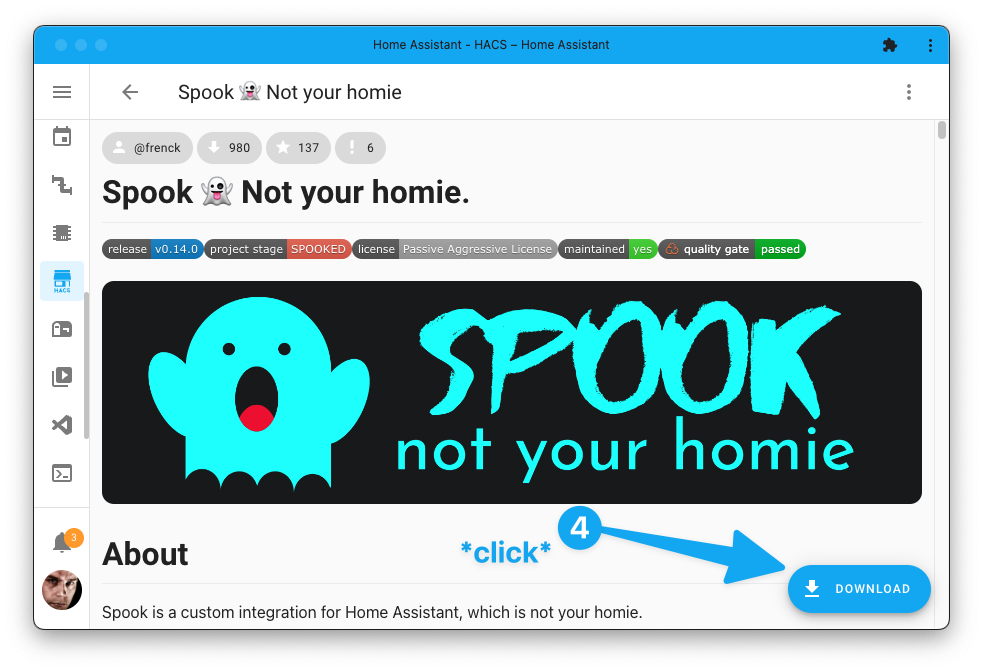 Home Assistant - HACS – Home Assistant
Spook 👻 Not your homie
@frenck 980 137 6
Spook 👻 Not your homie.
release v0.14.0 project stage SPOOKED license Passive Aggressive License maintained yes quality gate passed
HACS
SPOOK
not your homie
4
3
About
*click*
DOWNLOAD
Spook is a custom integration for Home Assistant, which is not your homie.